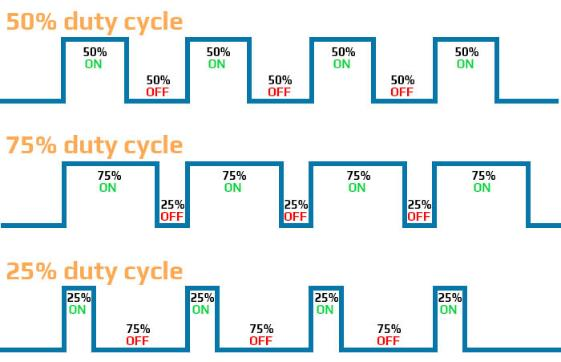 50% duty cycle
50% 50% 50% 50%
ON ON ON ON
50% 50% 50%
OFF OFF OFF
75% duty cycle
75% 75% 75% 75%
ON ON ON ON
25% 25% 25%
OFF OFF OFF
25% duty cycle
25% 25% 25% 25%
ON ON ON ON
75% 75% 75%
OFF OFF OFF